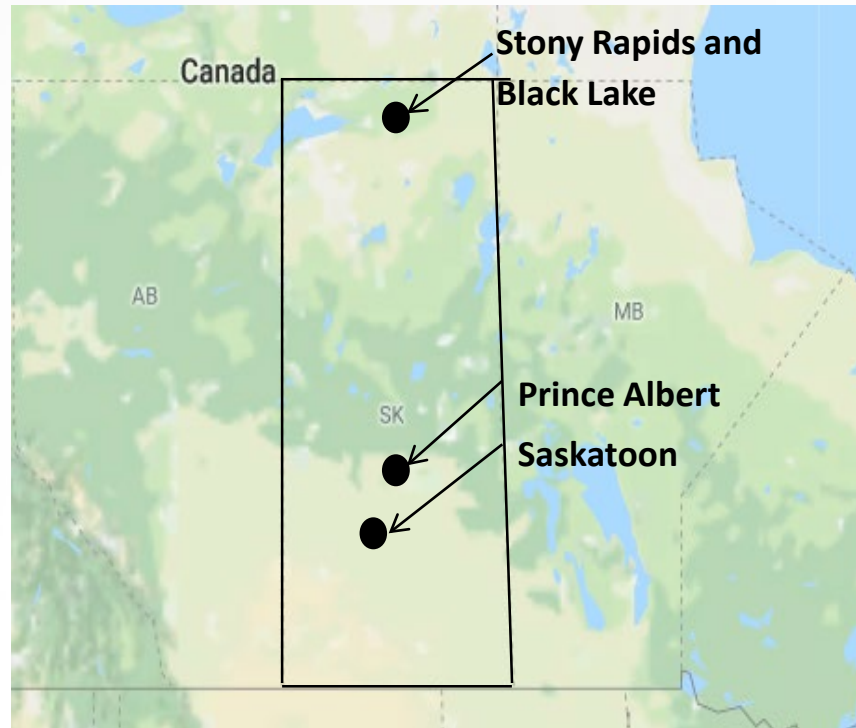 Stony Rapids and
Canada
Black Lake
AB
MB
Prince Albert
SK
Saskatoon